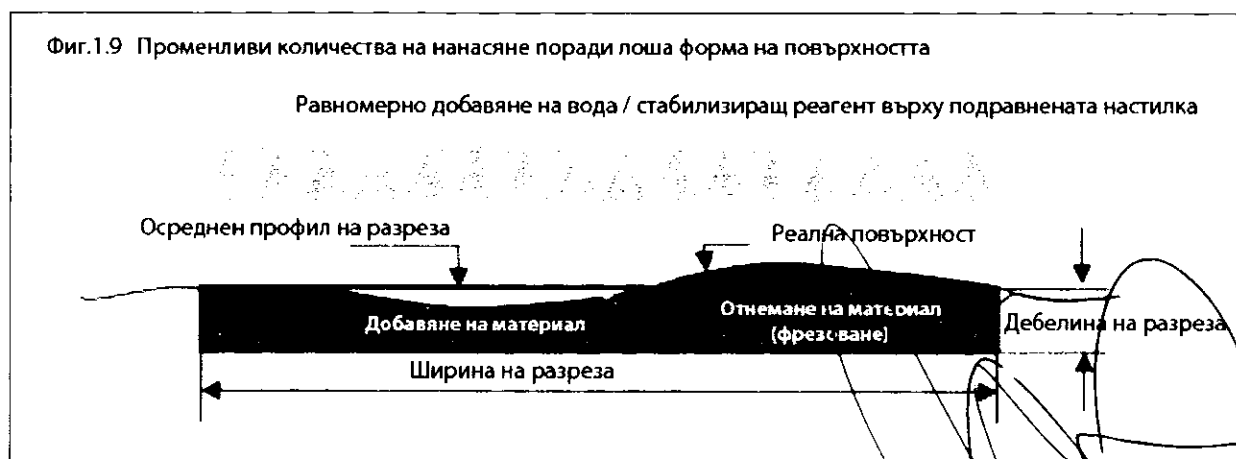 Фиг.1.9 Променливи количества на нанасяне поради лоша форма на повърхността
Равномерно добавяне на вода / стабилизиращ реагент върху подравнената настилка
Осреднен профил на разреза
Реална повърхност
Добавяне на материал
Отнемане на материал
(фрезоване)
Дебелина на разреза
Ширина на разреза